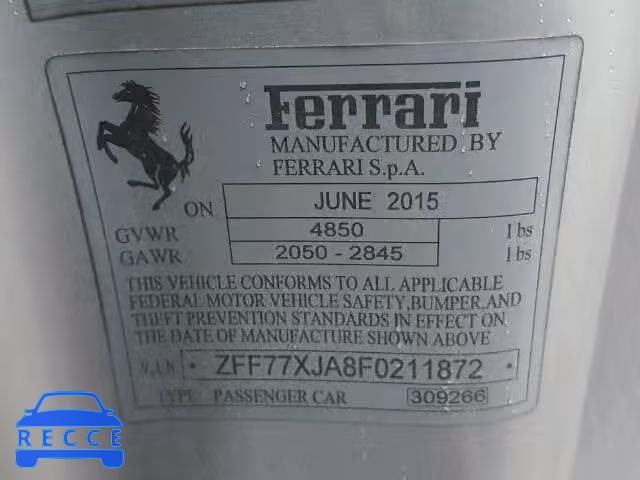 Ferrari
MANUFACTURED BY
FERRARI S.p.A.
ON JUNE 2015
GVWR 4850 lbs
GAWR 2050 - 2845 lbs
THIS VEHICLE CONFORMS TO ALL APPLICABLE
FEDERAL MOTOR VEHICLE SAFETY, BUMPER, AND
THEFT PREVENTION STANDARDS IN EFFECT ON
THE DATE OF MANUFACTURE SHOWN ABOVE
V.I.N • ZFF77XJA8F0211872 •
TYPE PASSENGER CAR 309266
RECCE